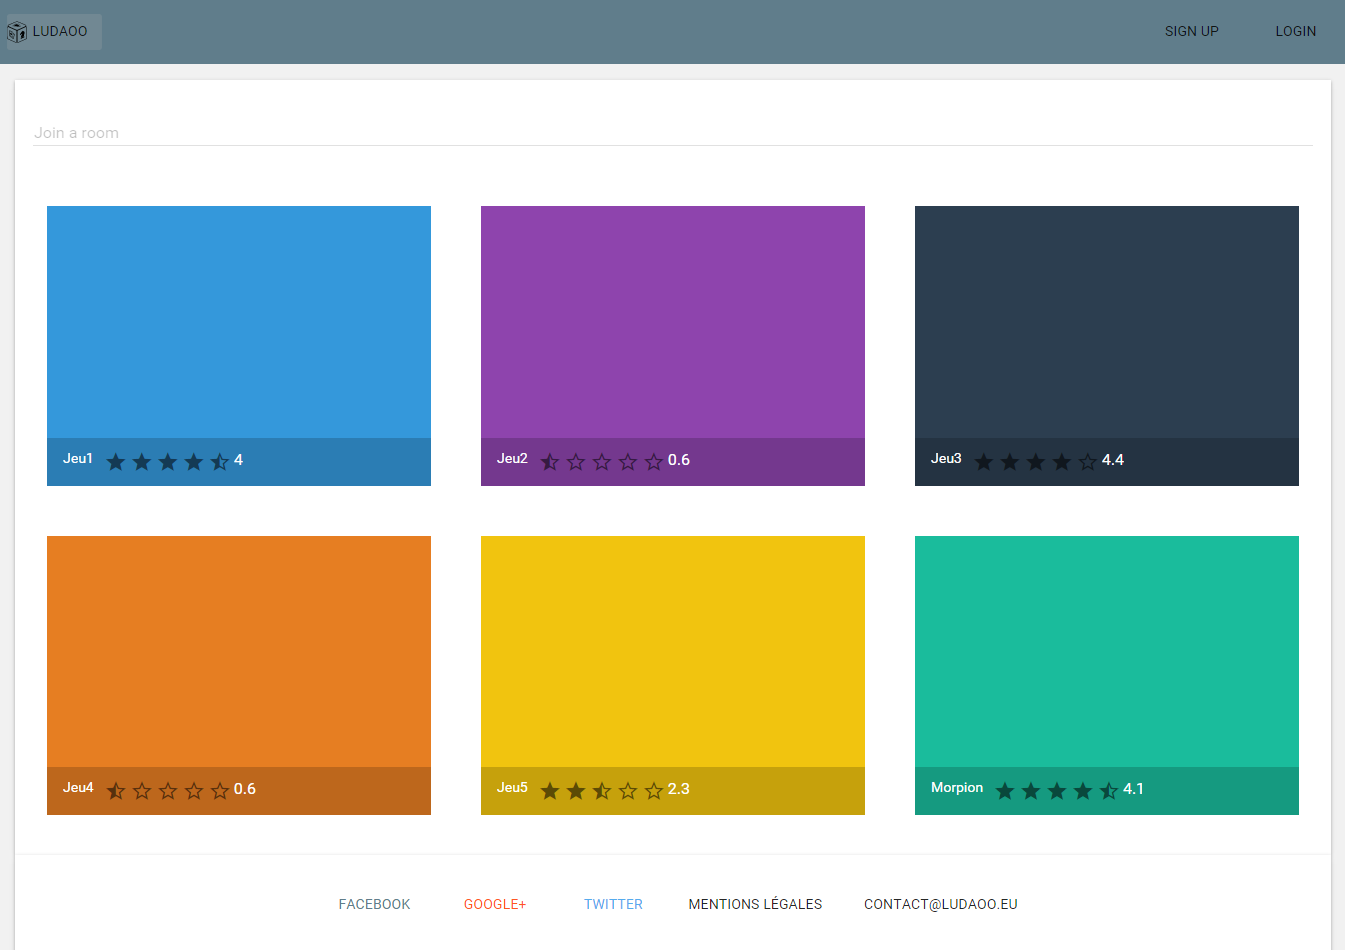 LUDAOO SIGN UP LOGIN
Join a room
Jeu1 4 Jeu2 0.6 Jeu3 4.4
Jeu4 0.6 Jeu5 2.3 Morpion 4.1
FACEBOOK GOOGLE+ TWITTER MENTIONS LÉGALES CONTACT@LUDAOO.EU